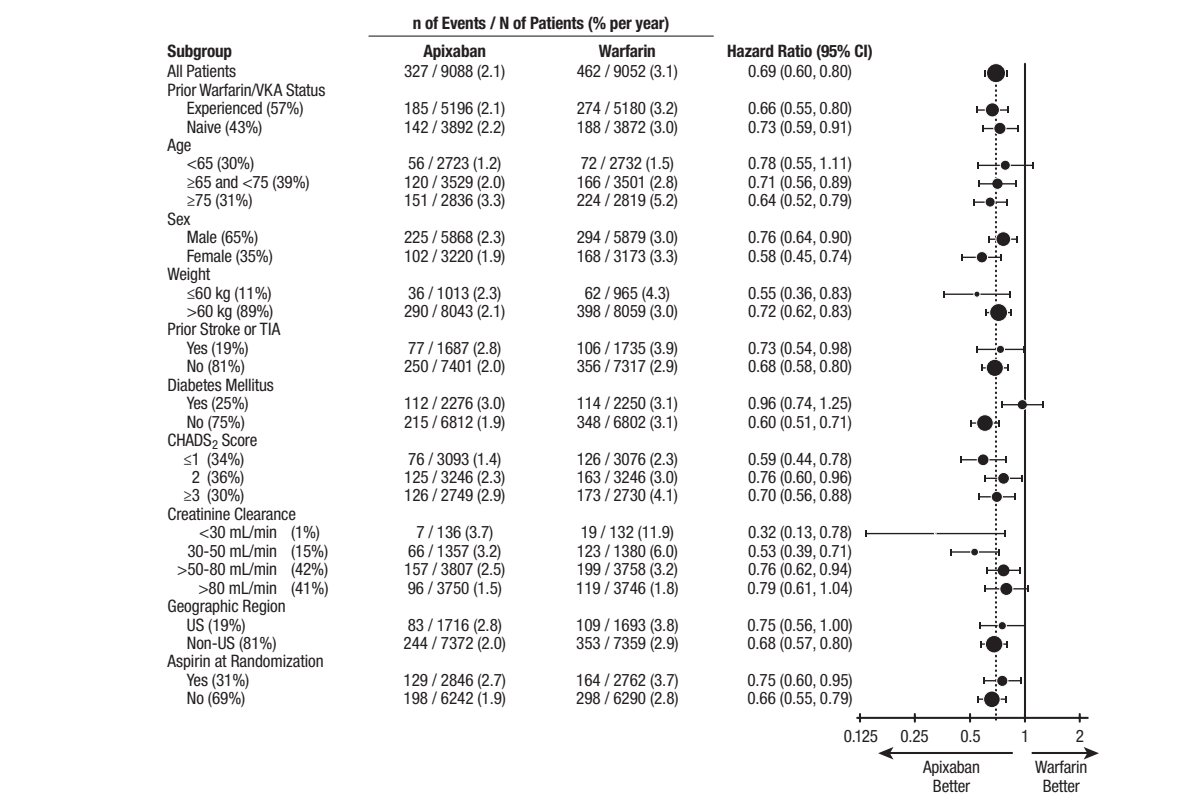 n of Events / N of Patients (% per year)
Subgroup Apixaban Warfarin Hazard Ratio (95% CI)
All Patients 327 / 9088 (2.1) 462 / 9052 (3.1) 0.69 (0.60, 0.80)
Prior Warfarin/VKA Status
Experienced (57%) 185 / 5196 (2.1) 274 / 5180 (3.2) 0.66 (0.55, 0.80)
Naive (43%) 142 / 3892 (2.2) 188 / 3872 (3.0) 0.73 (0.59, 0.91)
Age
<65 (30%) 56 / 2723 (1.2) 72 / 2732 (1.5) 0.78 (0.55, 1.11)
≥65 and <75 (39%) 120 / 3529 (2.0) 166 / 3501 (2.8) 0.71 (0.56, 0.89)
≥75 (31%) 151 / 2836 (3.3) 224 / 2819 (5.2) 0.64 (0.52, 0.79)
Sex
Male (65%) 225 / 5868 (2.3) 294 / 5879 (3.0) 0.76 (0.64, 0.90)
Female (35%) 102 / 3220 (1.9) 168 / 3173 (3.3) 0.58 (0.45, 0.74)
Weight
≤60 kg (11%) 36 / 1013 (2.3) 62 / 965 (4.3) 0.55 (0.36, 0.83)
>60 kg (89%) 290 / 8043 (2.1) 398 / 8059 (3.0) 0.72 (0.62, 0.83)
Prior Stroke or TIA
Yes (19%) 77 / 1687 (2.8) 106 / 1735 (3.9) 0.73 (0.54, 0.98)
No (81%) 250 / 7401 (2.0) 356 / 7317 (2.9) 0.68 (0.58, 0.80)
Diabetes Mellitus
Yes (25%) 112 / 2276 (3.0) 114 / 2250 (3.1) 0.96 (0.74, 1.25)
No (75%) 215 / 6812 (1.9) 348 / 6802 (3.1) 0.60 (0.51, 0.71)
CHADS₂ Score
≤1 (34%) 76 / 3093 (1.4) 126 / 3076 (2.3) 0.59 (0.44, 0.78)
2 (36%) 125 / 3246 (2.3) 163 / 3246 (3.0) 0.76 (0.60, 0.96)
≥3 (30%) 126 / 2749 (2.9) 173 / 2730 (4.1) 0.70 (0.56, 0.88)
Creatinine Clearance
<30 mL/min (1%) 7 / 136 (3.7) 19 / 132 (11.9) 0.32 (0.13, 0.78)
30-50 mL/min (15%) 66 / 1357 (3.2) 123 / 1380 (6.0) 0.53 (0.39, 0.71)
>50-80 mL/min (42%) 157 / 3807 (2.5) 199 / 3758 (3.2) 0.76 (0.62, 0.94)
>80 mL/min (41%) 96 / 3750 (1.5) 119 / 3746 (1.8) 0.79 (0.61, 1.04)
Geographic Region
US (19%) 83 / 1716 (2.8) 109 / 1693 (3.8) 0.75 (0.56, 1.00)
Non-US (81%) 244 / 7372 (2.0) 353 / 7359 (2.9) 0.68 (0.57, 0.80)
Aspirin at Randomization
Yes (31%) 129 / 2846 (2.7) 164 / 2762 (3.7) 0.75 (0.60, 0.95)
No (69%) 198 / 6242 (1.9) 298 / 6290 (2.8) 0.66 (0.55, 0.79)
0.125 0.25 0.5 1 2
Apixaban Warfarin
Better Better